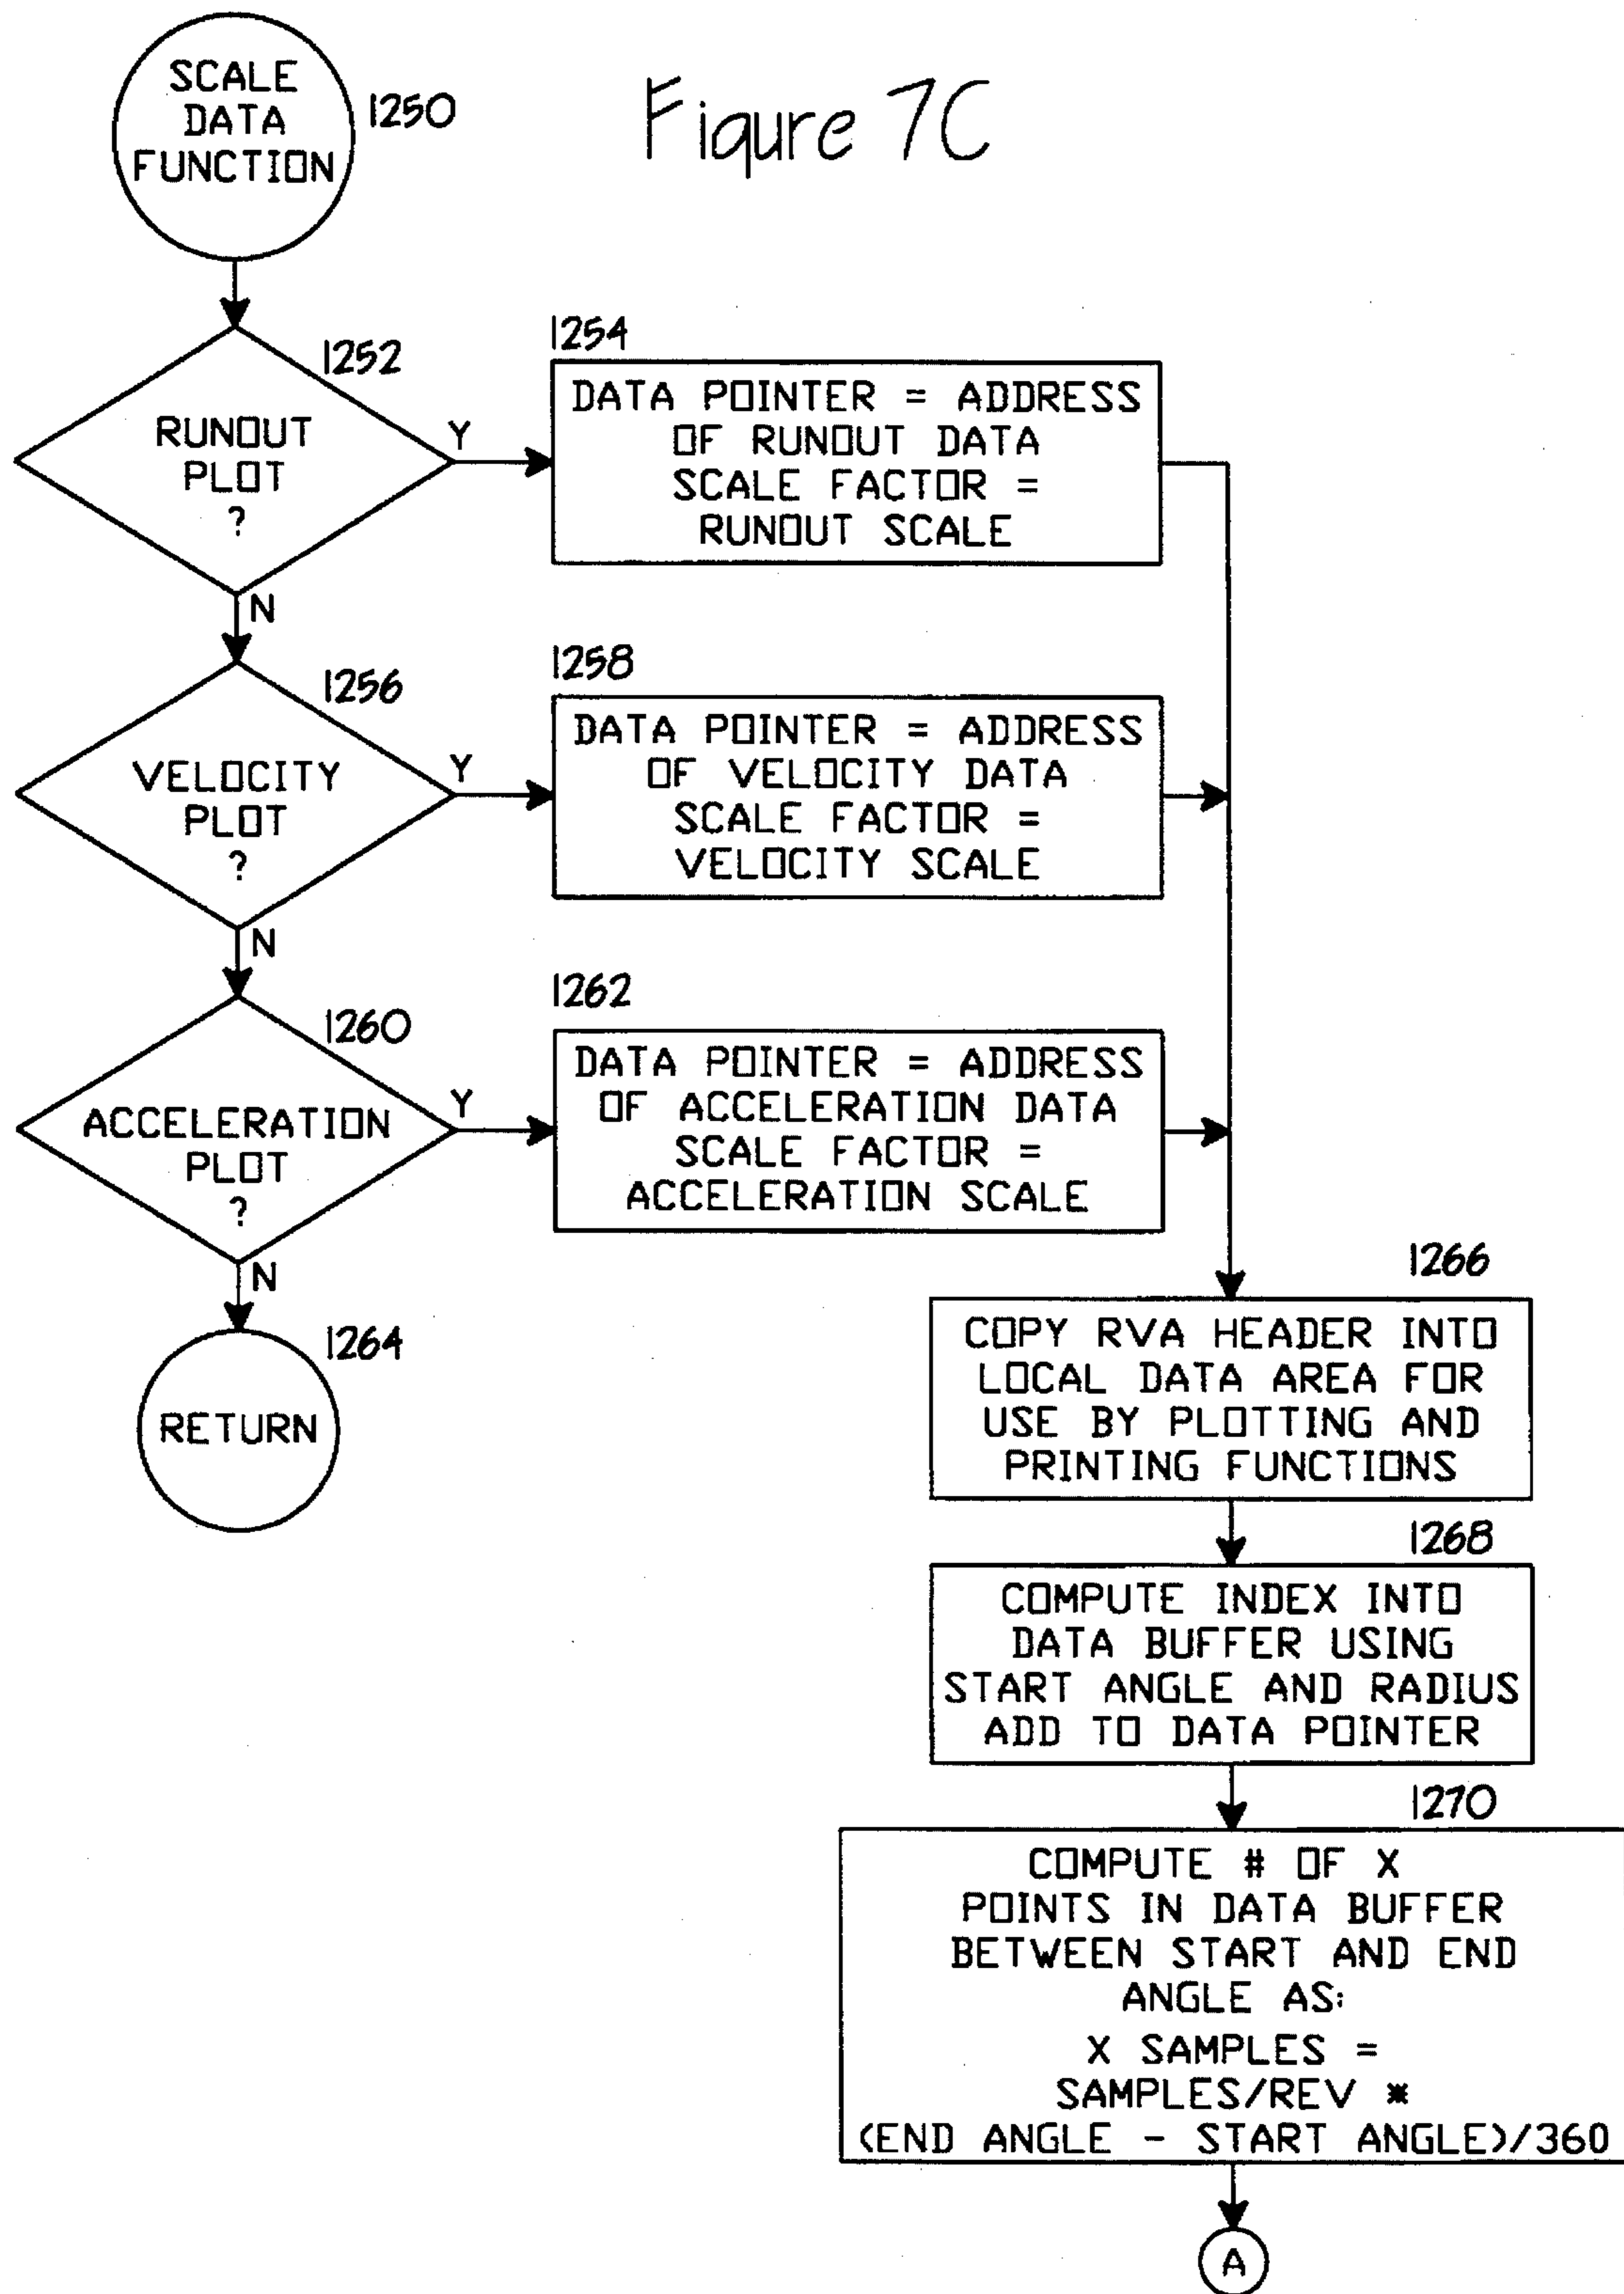 Figure 7C
SCALE
DATA
FUNCTION
1250
1252
RUNOUT
PLOT
?
Y
N
1254
DATA POINTER = ADDRESS
OF RUNOUT DATA
SCALE FACTOR =
RUNOUT SCALE
1256
VELOCITY
PLOT
?
Y
N
1258
DATA POINTER = ADDRESS
OF VELOCITY DATA
SCALE FACTOR =
VELOCITY SCALE
1260
ACCELERATION
PLOT
?
Y
N
1262
DATA POINTER = ADDRESS
OF ACCELERATION DATA
SCALE FACTOR =
ACCELERATION SCALE
1264
RETURN
1266
COPY RVA HEADER INTO
LOCAL DATA AREA FOR
USE BY PLOTTING AND
PRINTING FUNCTIONS
1268
COMPUTE INDEX INTO
DATA BUFFER USING
START ANGLE AND RADIUS
ADD TO DATA POINTER
1270
COMPUTE # OF X
POINTS IN DATA BUFFER
BETWEEN START AND END
ANGLE AS:
X SAMPLES =
SAMPLES/REV *
(END ANGLE - START ANGLE)/360
A